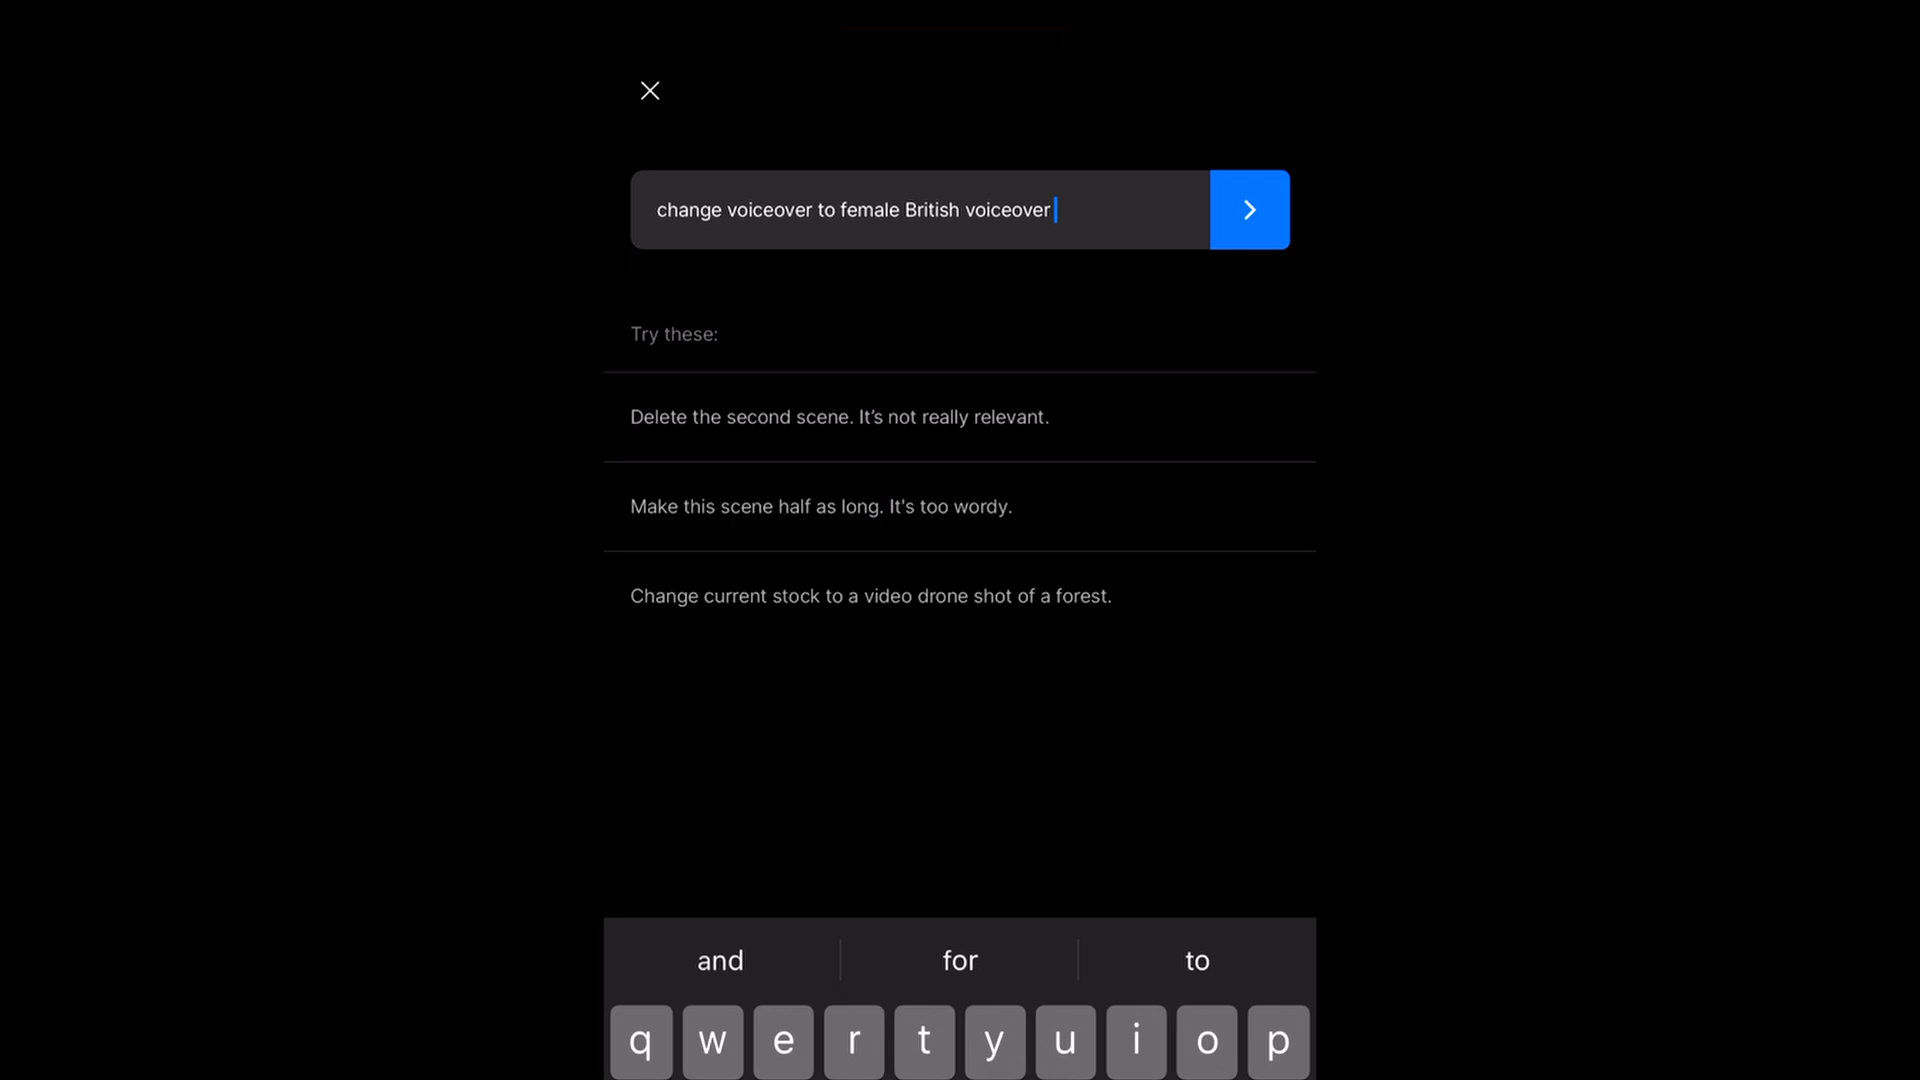 change voiceover to female British voiceover
Try these:
Delete the second scene. It’s not really relevant.
Make this scene half as long. It's too wordy.
Change current stock to a video drone shot of a forest.
and for to
q w e r t y u i o p